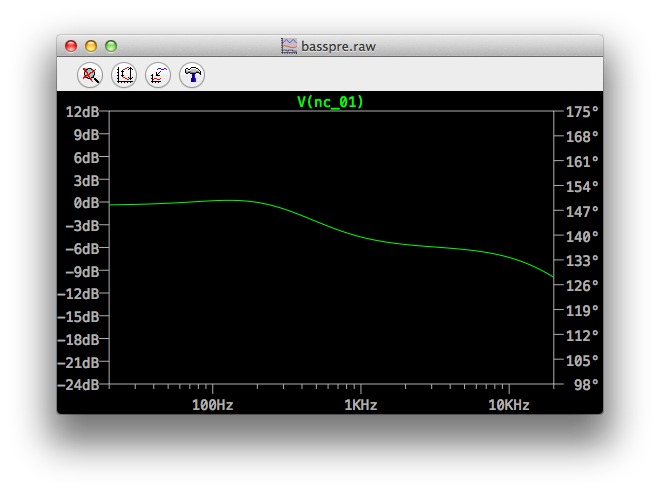 basspre.raw
V(nc_01)
12dB 175°
9dB 168°
6dB 161°
3dB 154°
0dB 147°
-3dB 140°
-6dB 133°
-9dB 126°
-12dB 119°
-15dB 112°
-18dB 105°
-21dB 98°
-24dB
100Hz 1KHz 10KHz